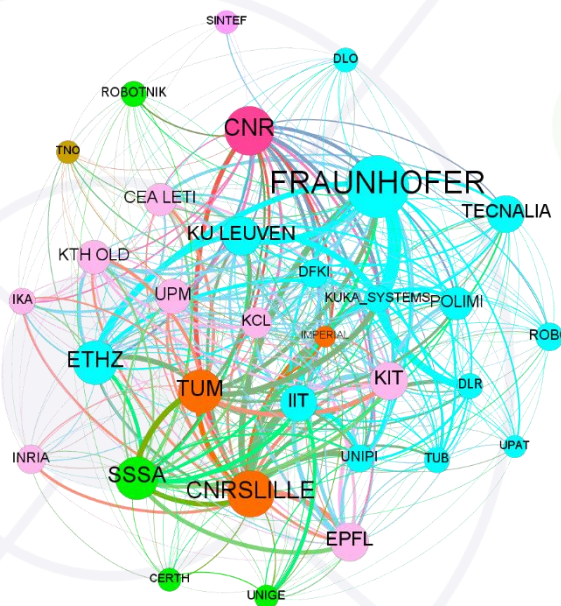 SINTEF
DLO
ROBOTNIK
CNR
TNO
FRAUNHOFER
CEA LETI
TECNALIA
KU LEUVEN
KTH OLD
DFKI
UPM
KUKA_SYSTEMS
POLIMI
IKA
KCL
IMPERIAL
ROBO
ETHZ
KIT
TUM
DLR
IIT
UPAT
INRIA
UNIPI
TUB
SSSA
CNRSLILLE
EPFL
CERTH
UNIGE